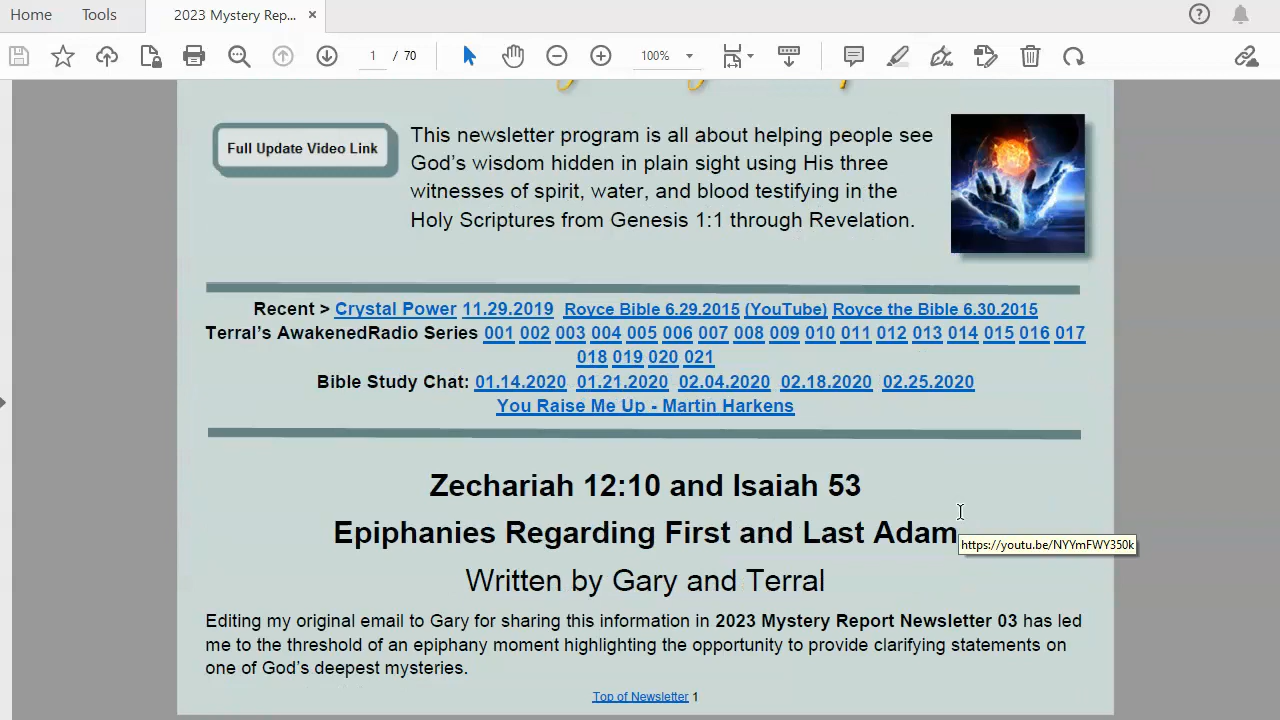 Home
Tools
2023 Mystery Rep... ×
1 / 70
100%
Full Update Video Link
This newsletter program is all about helping people see
God's wisdom hidden in plain sight using His three
witnesses of spirit, water, and blood testifying in the
Holy Scriptures from Genesis 1:1 through Revelation.
Recent > Crystal Power 11.29.2019 Royce Bible 6.29.2015 (YouTube) Royce the Bible 6.30.2015
Terral's AwakenedRadio Series 001 002 003 004 005 006 007 008 009 010 011 012 013 014 015 016 017
018 019 020 021
Bible Study Chat: 01.14.2020 01.21.2020 02.04.2020 02.18.2020 02.25.2020
You Raise Me Up - Martin Harkens
Zechariah 12:10 and Isaiah 53
Epiphanies Regarding First and Last Adam
https://youtu.be/NYYmFWY350k
Written by Gary and Terral
Editing my original email to Gary for sharing this information in 2023 Mystery Report Newsletter 03 has led
me to the threshold of an epiphany moment highlighting the opportunity to provide clarifying statements on
one of God's deepest mysteries.
Top of Newsletter 1